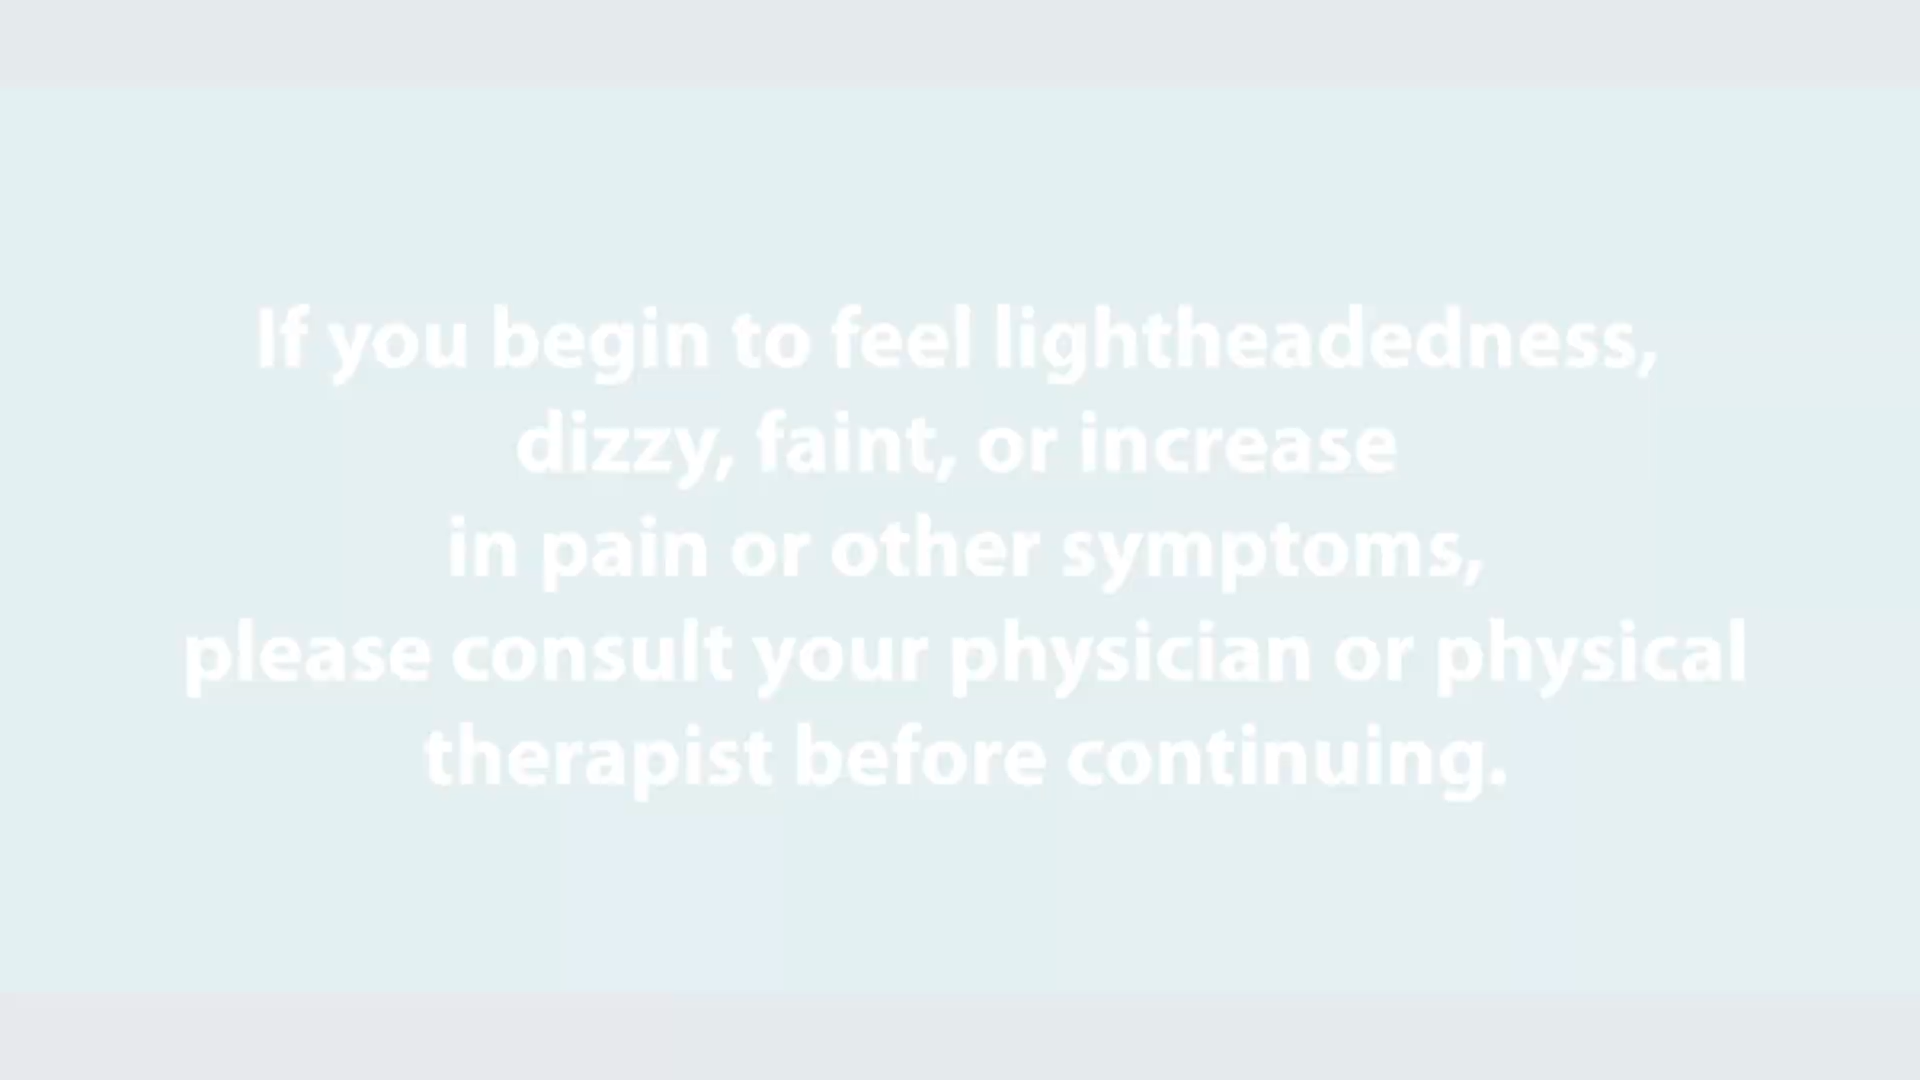 If you begin to feel lightheadedness,
dizzy, faint, or increase
in pain or other symptoms,
please consult your physician or physical
therapist before continuing.